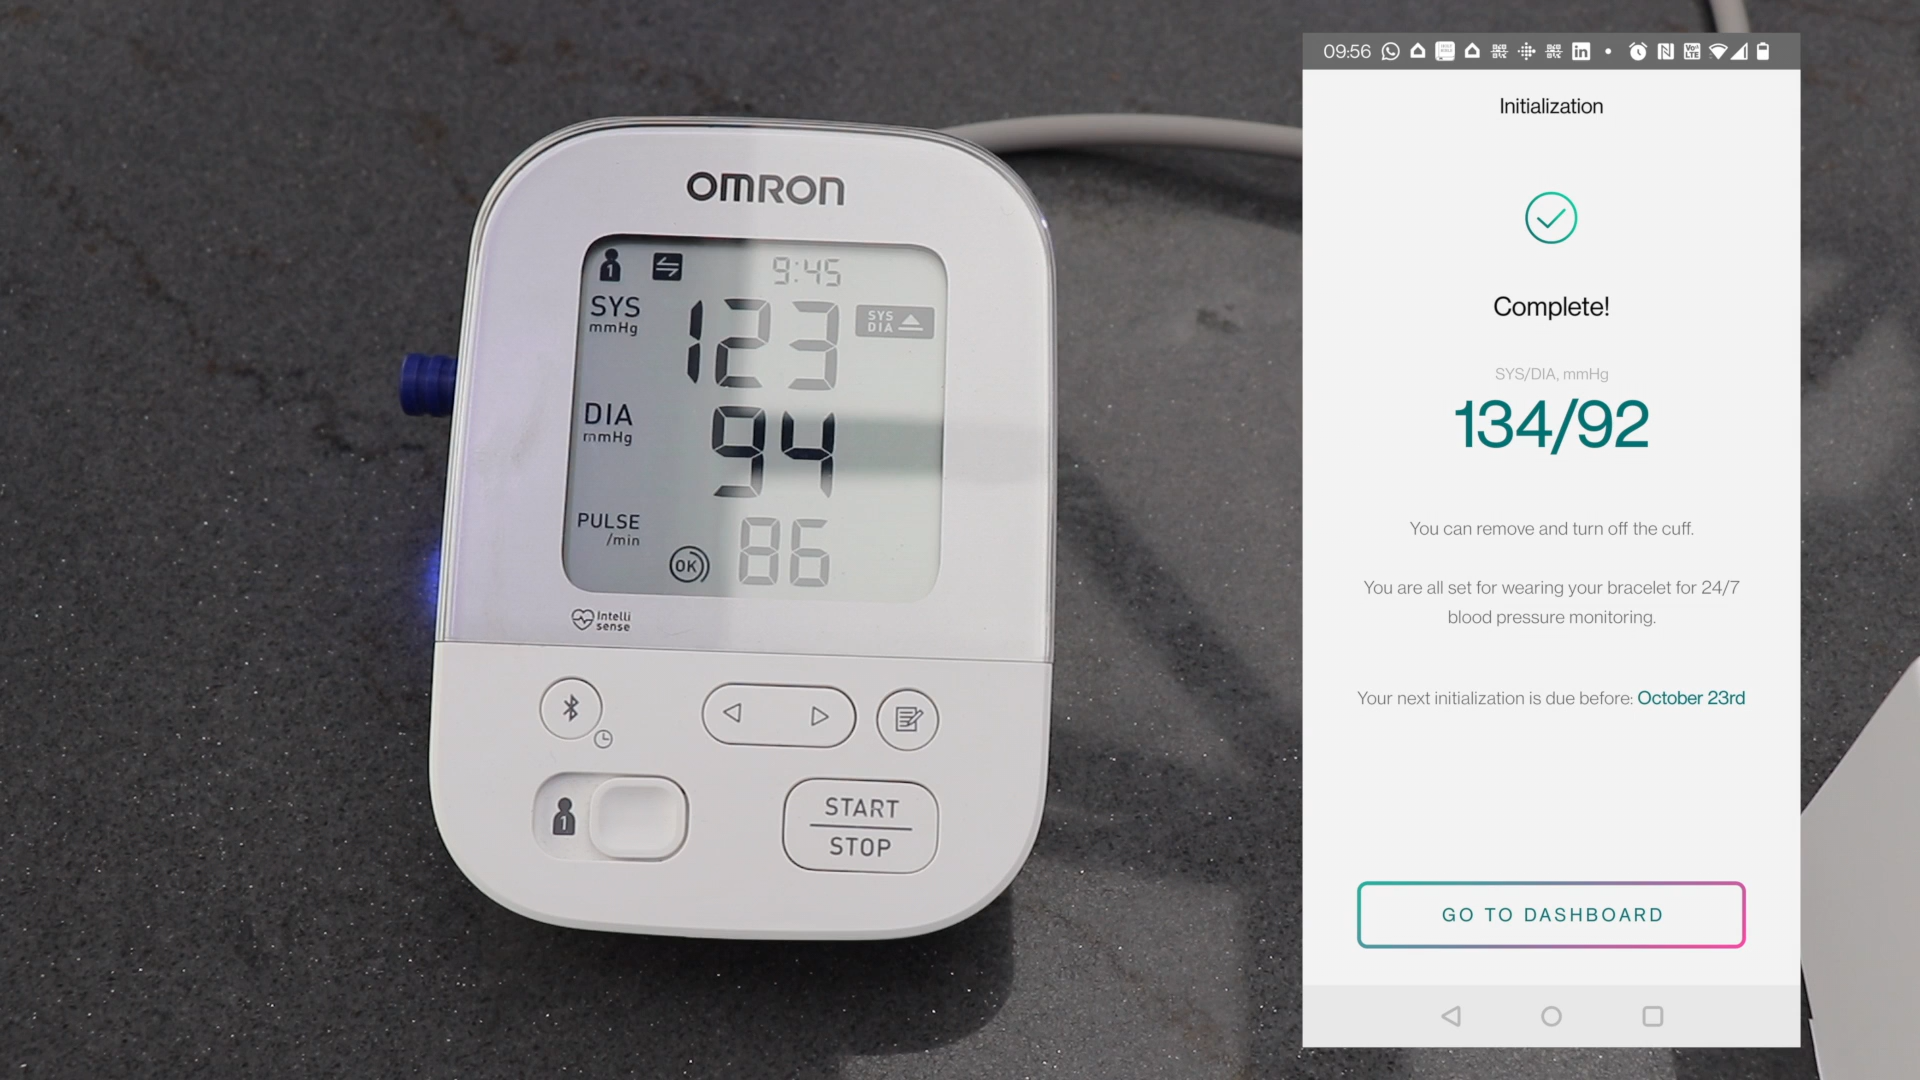 OMRON
1
9:45
SYS
mmHg
123
SYS
DIA
DIA
mmHg
94
PULSE
/min
OK
86
Intelli
sense
1
START
STOP
09:56
Initialization
Complete!
SYS/DIA, mmHg
134/92
You can remove and turn off the cuff.
You are all set for wearing your bracelet for 24/7
blood pressure monitoring.
Your next initialization is due before: October 23rd
GO TO DASHBOARD